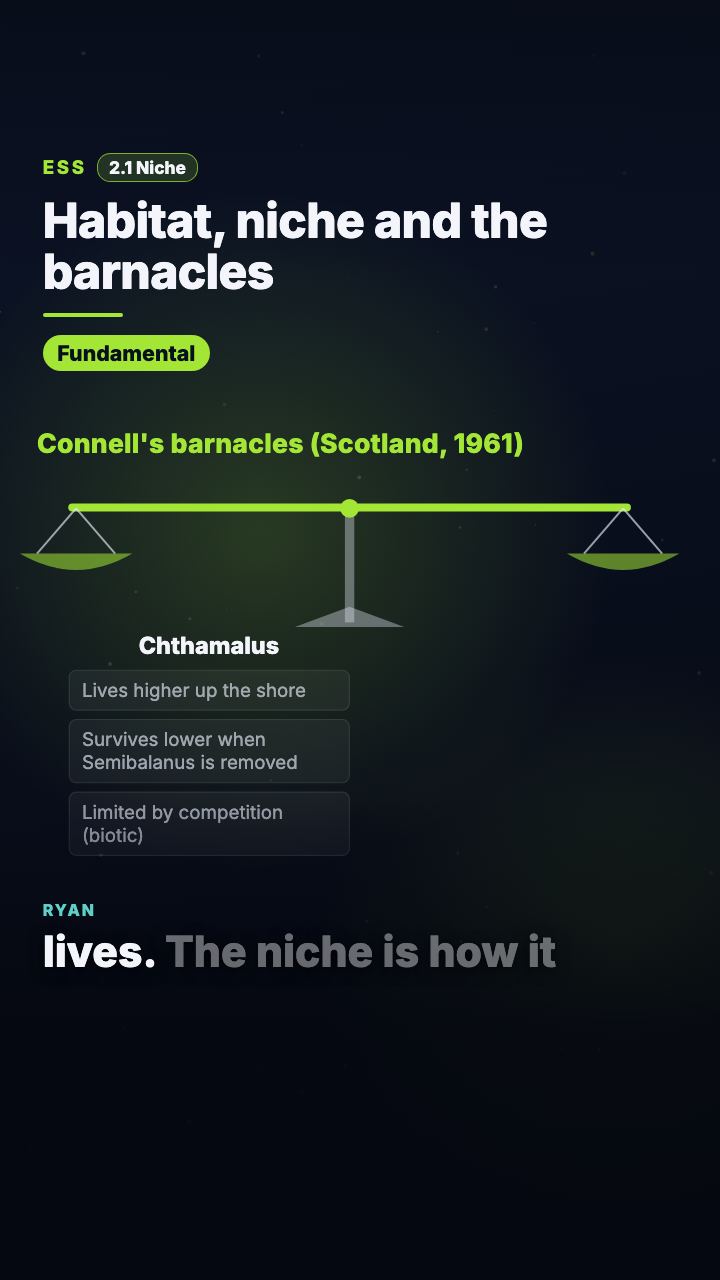 ESS 2.1 Niche
Habitat, niche and the
barnacles
Fundamental
Connell's barnacles (Scotland, 1961)
Chthamalus
Lives higher up the shore
Survives lower when
Semibalanus is removed
Limited by competition
(biotic)
RYAN
lives. The niche is how it